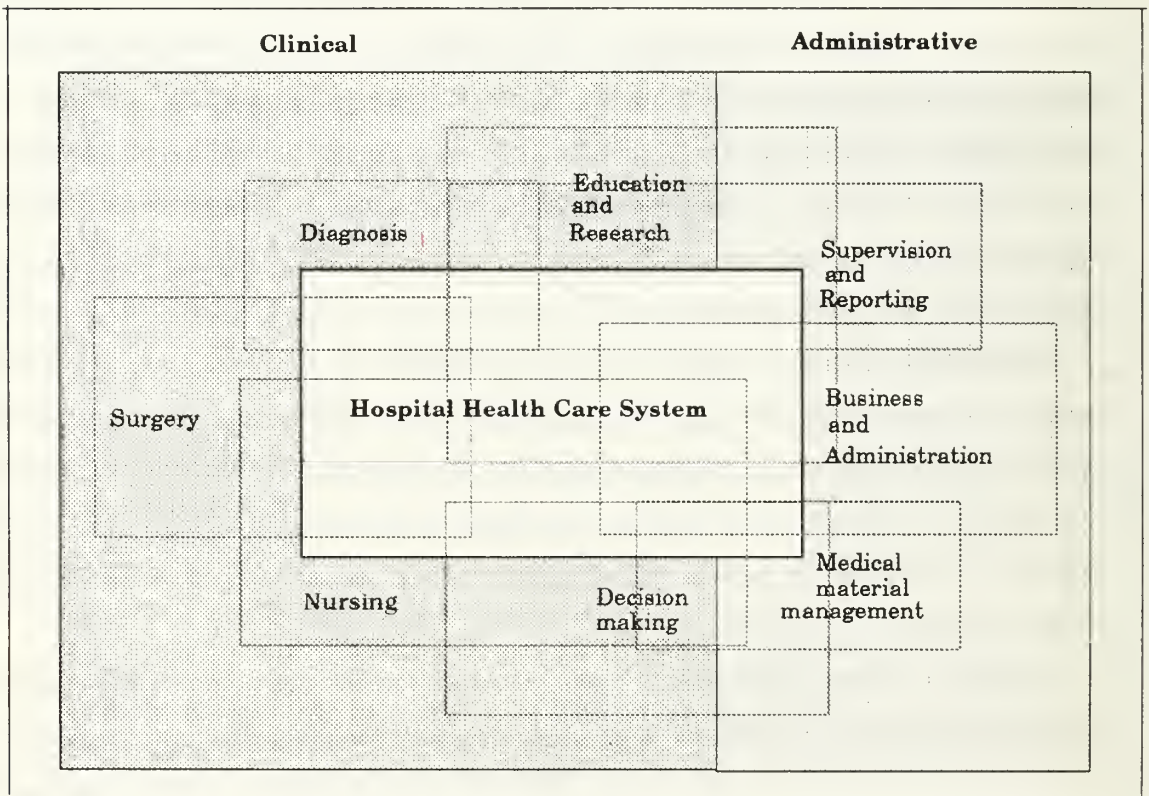 Clinical
Administrative
Education
and
Research
Diagnosis
Supervision
and
Reporting
Surgery
Hospital Health Care System
Business
and
Administration
Nursing
Decision
making
Medical
material
management